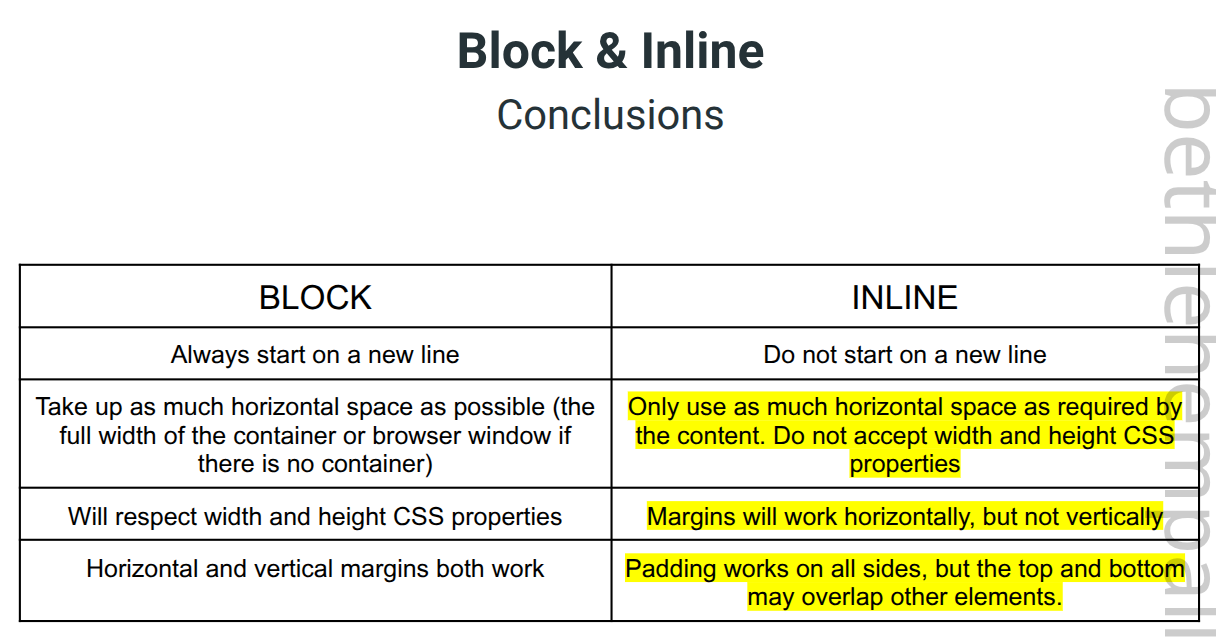 Block & Inline
Conclusions
BLOCK
INLINE
Always start on a new line
Do not start on a new line
Take up as much horizontal space as possible (the
full width of the container or browser window if
there is no container)
Only use as much horizontal space as required by
the content. Do not accept width and height CSS
properties
Will respect width and height CSS properties
Margins will work horizontally, but not vertically
Horizontal and vertical margins both work
Padding works on all sides, but the top and bottom
may overlap other elements.